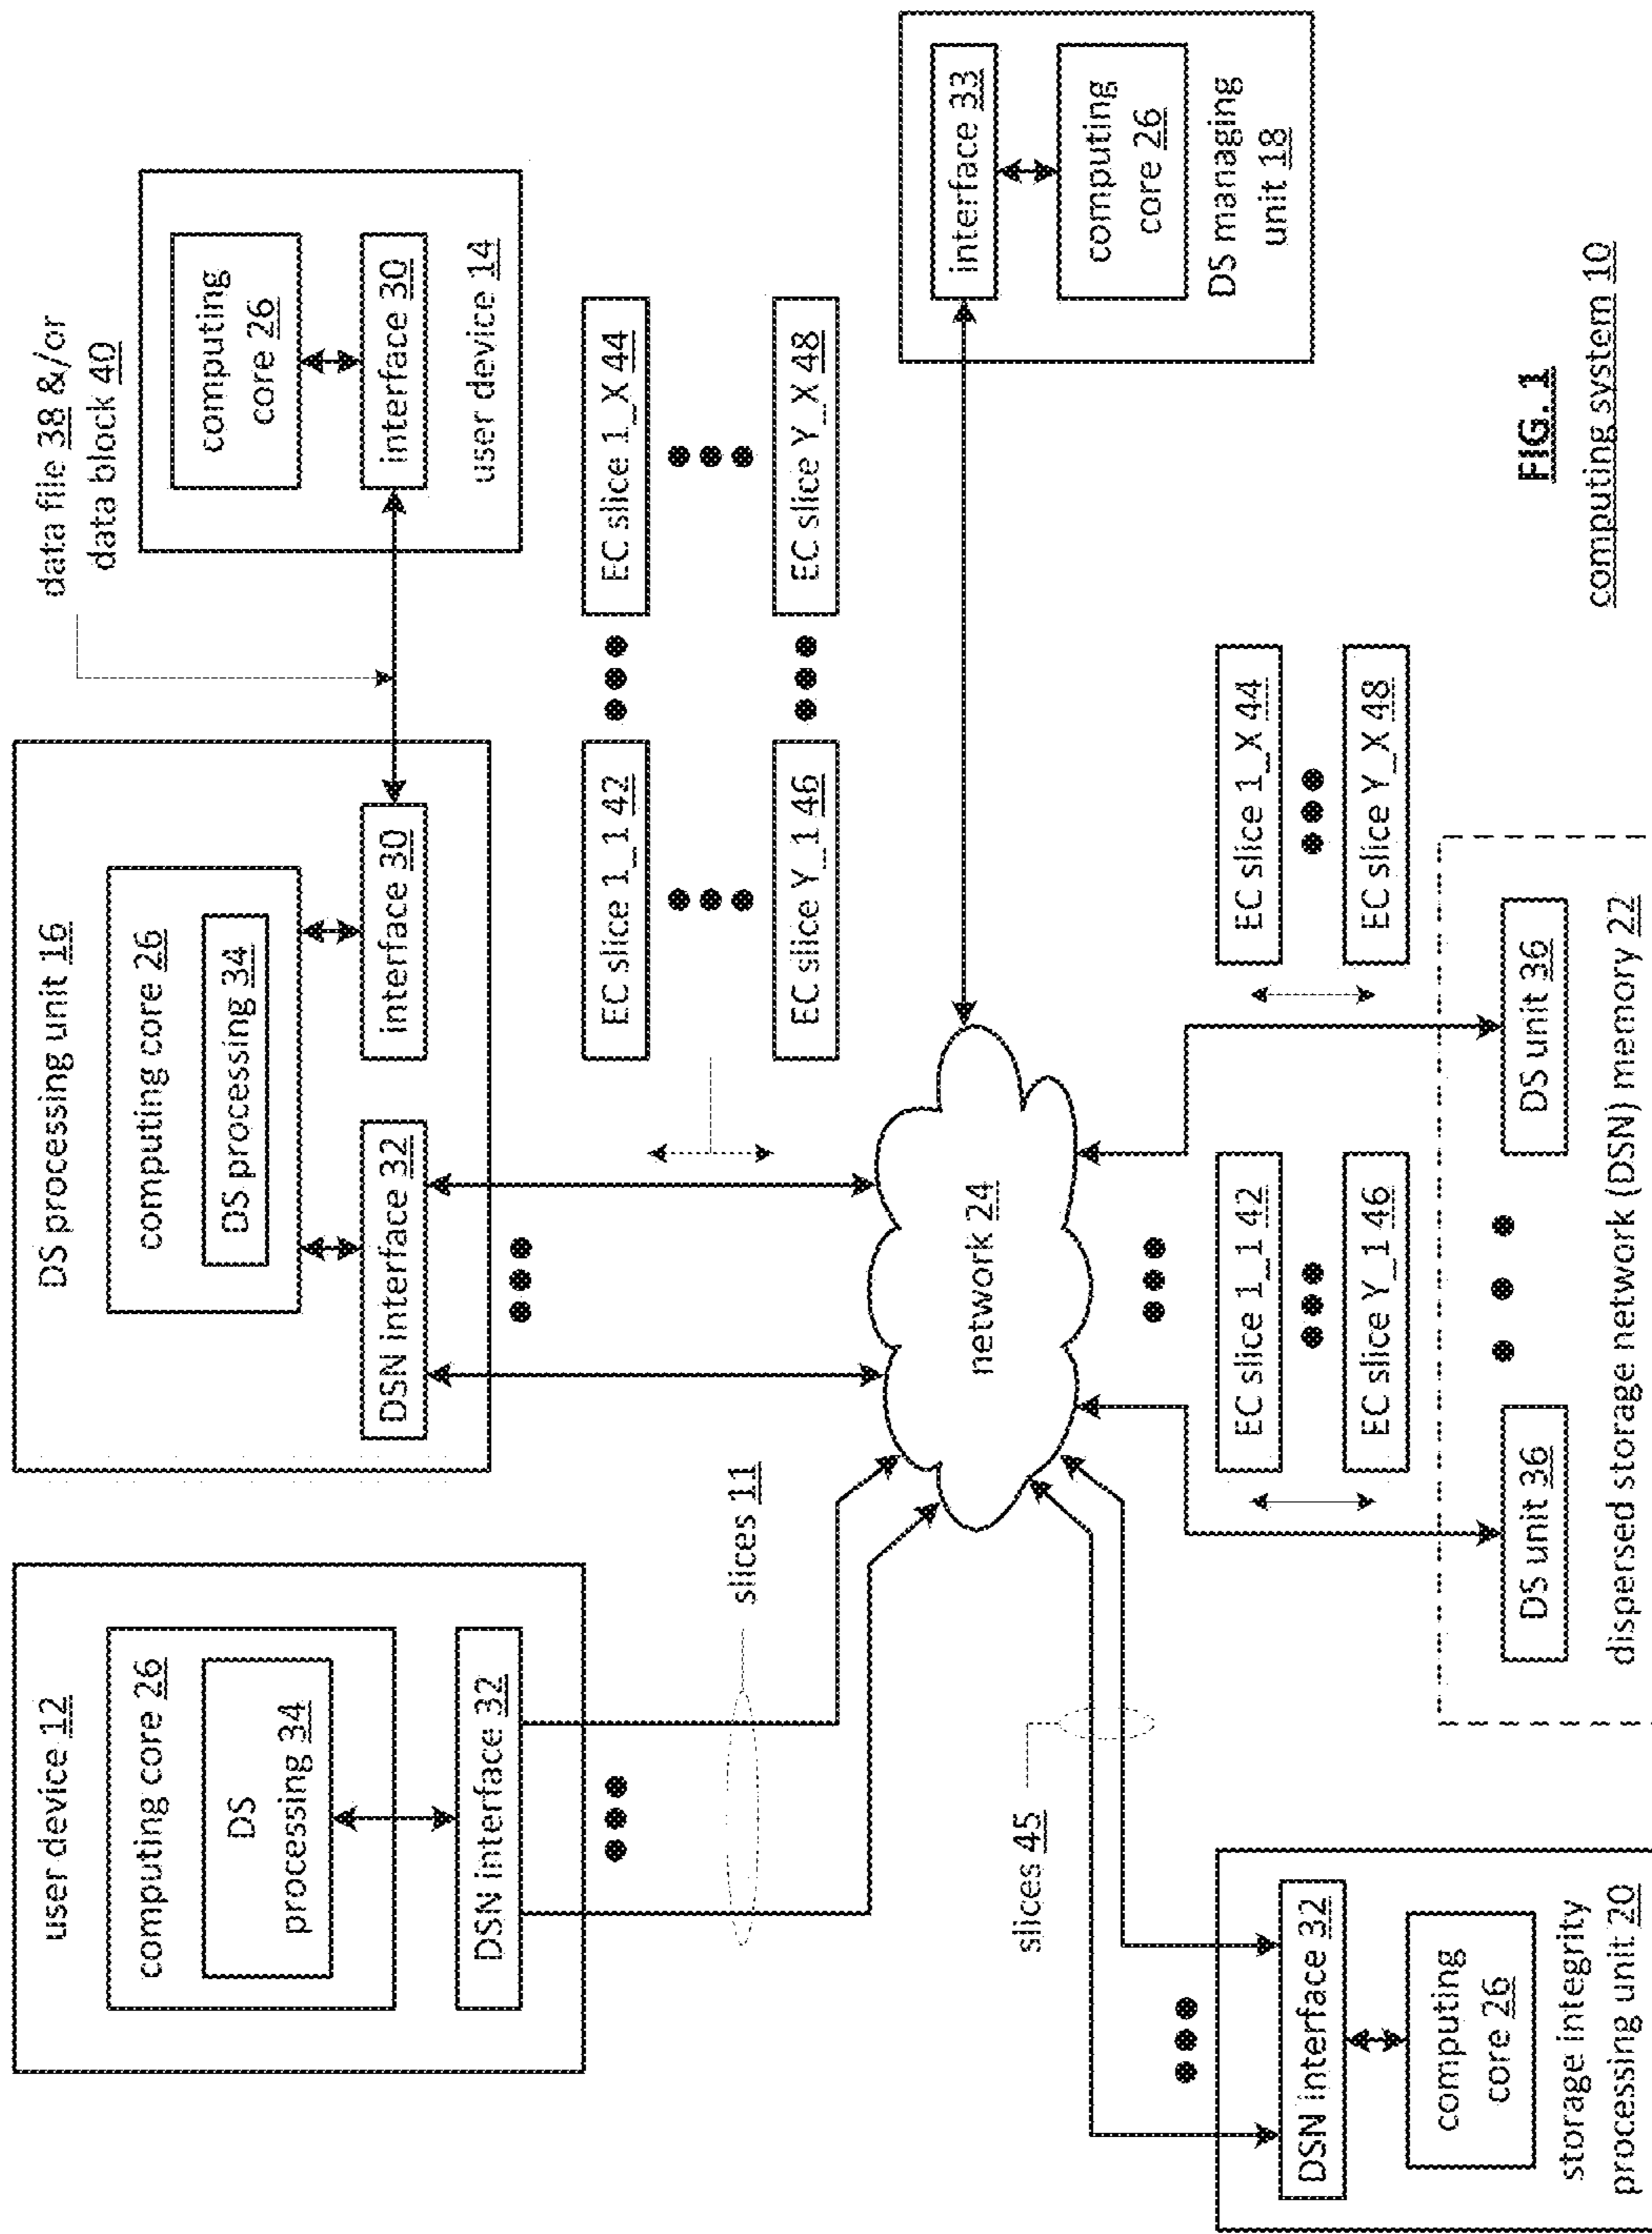 user device 12
computing core 26
DS
processing 34
DSN interface 32
slices 11
DS processing unit 16
computing core 26
DS processing 34
DSN interface 32
interface 30
data file 38 &/or
data block 40
computing
core 26
interface 30
user device 14
EC slice 1_1 42
EC slice 1_X 44
EC slice Y_1 46
EC slice Y_X 48
network 24
interface 33
computing
core 26
DS managing
unit 18
slices 45
DSN interface 32
computing
core 26
storage integrity
processing unit 20
EC slice 1_1 42
EC slice Y_1 46
EC slice 1_X 44
EC slice Y_X 48
DS unit 36
DS unit 36
dispersed storage network (DSN) memory 22
FIG. 1
computing system 10